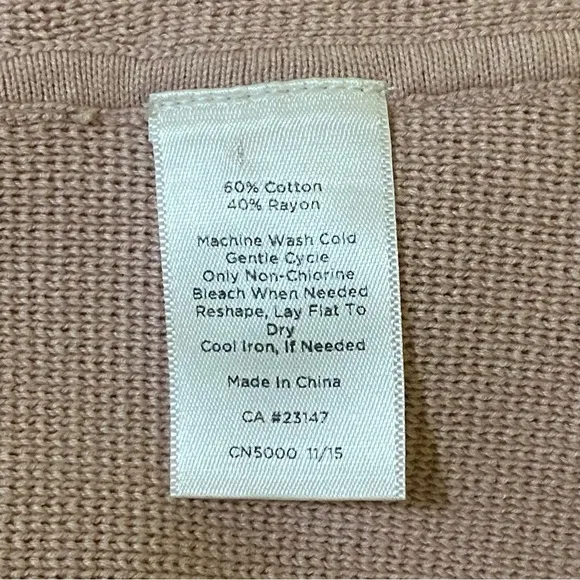 60% Cotton
40% Rayon
Machine Wash Cold
Gentle Cycle
Only Non-Chlorine
Bleach When Needed
Reshape, Lay Flat To
Dry
Cool Iron, If Needed
Made In China
CA #23147
CN5000 11/15